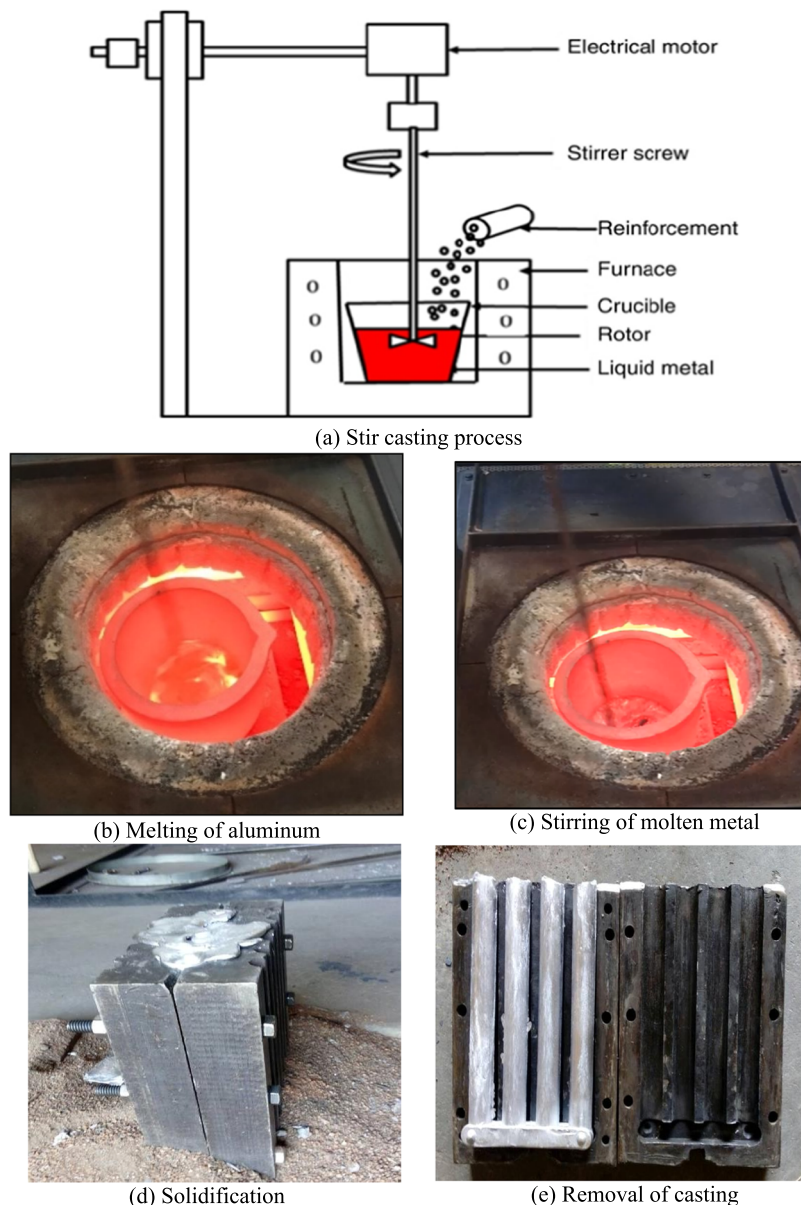 Electrical motor
Stirrer screw
Reinforcement
Furnace
Crucible
Rotor
Liquid metal
O
O
O
O
O
O
(a) Stir casting process
(b) Melting of aluminum
(c) Stirring of molten metal
(d) Solidification
(e) Removal of casting